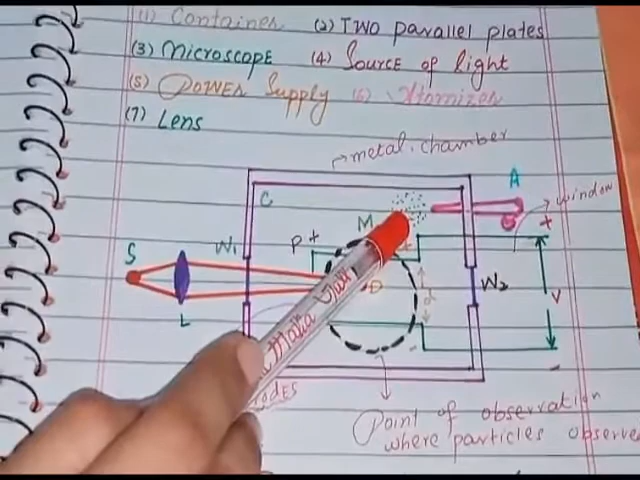 (1) Container (2) Two parallel plates
(3) Microscope (4) Source of light
(5) Power Supply (6) Atomizer
(7) Lens
metal chamber
A
C
window
M
+
P +
+
S
W1
D
d
W2
V
L
-
-
odes
Point of observation
where particles observe